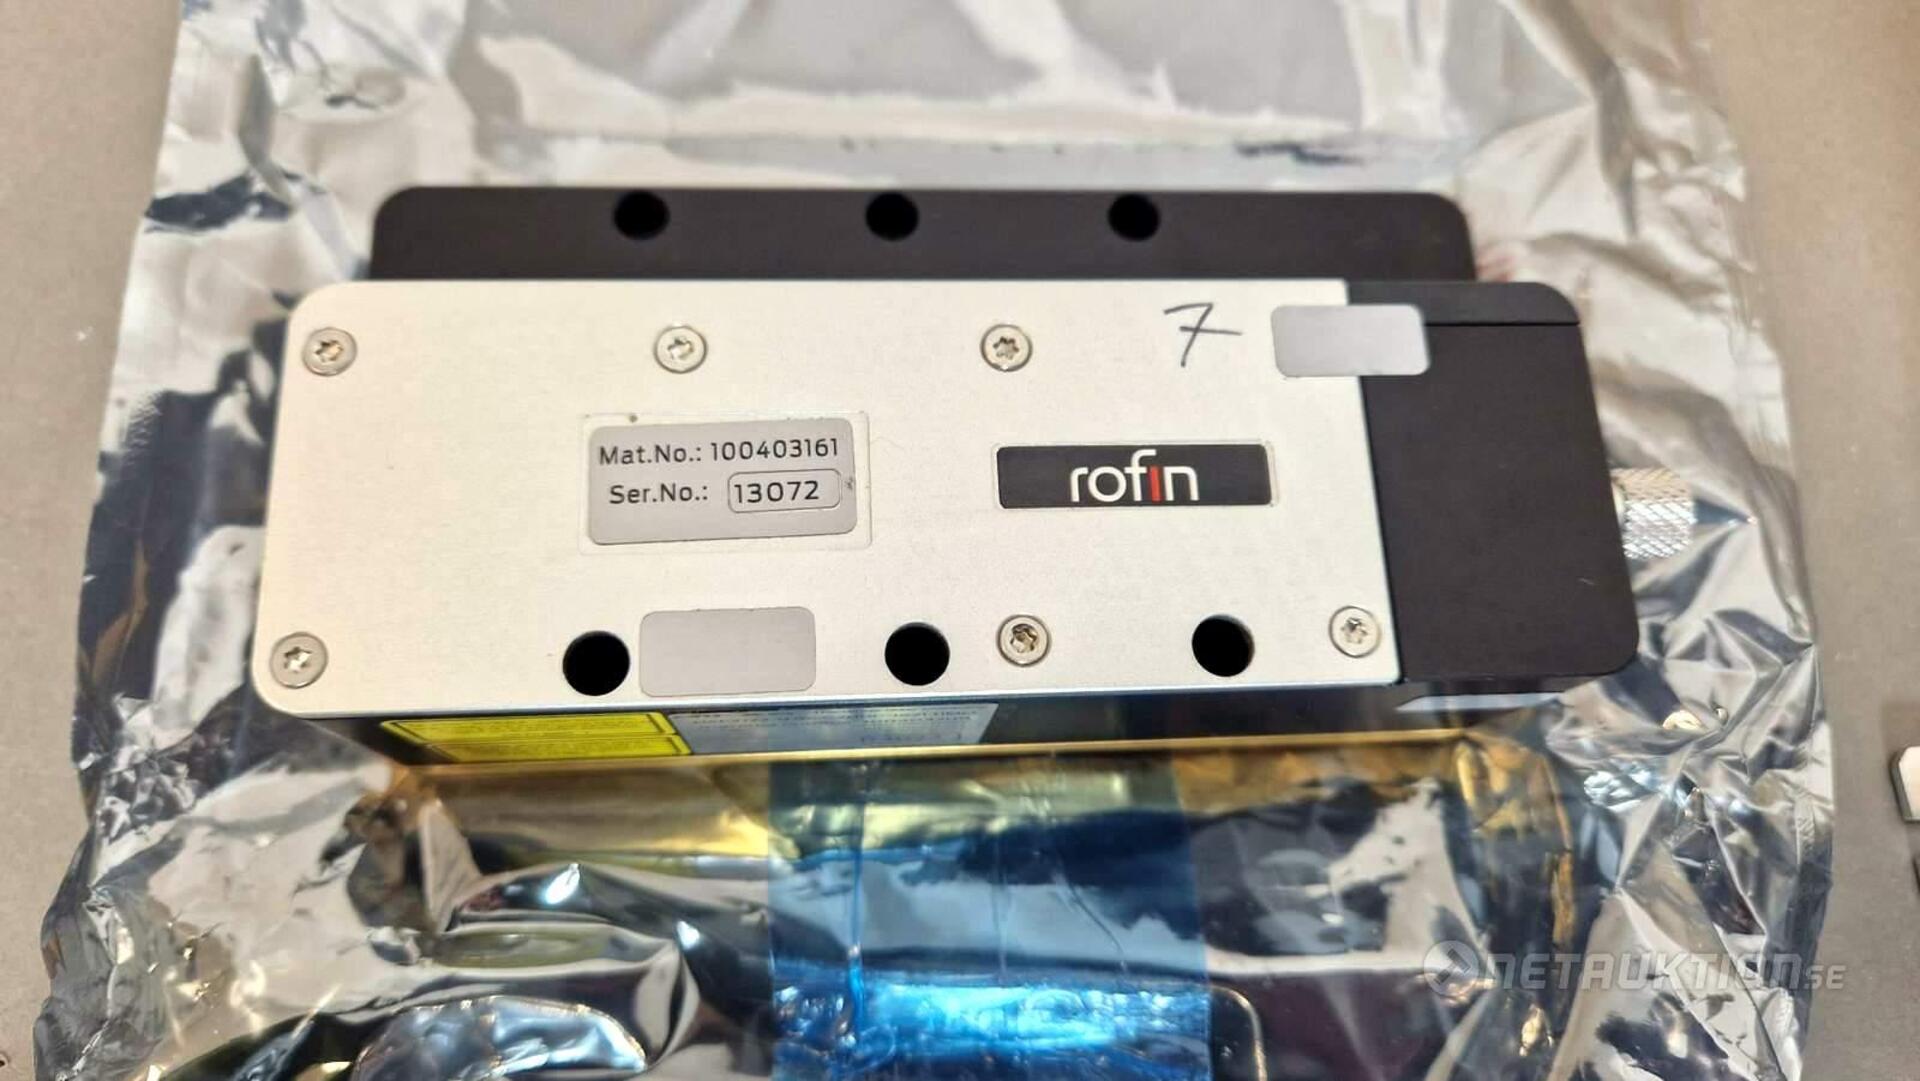 7
Mat.No.: 100403161
Ser.No.: 13072
rofin
NETAUKTION.SE